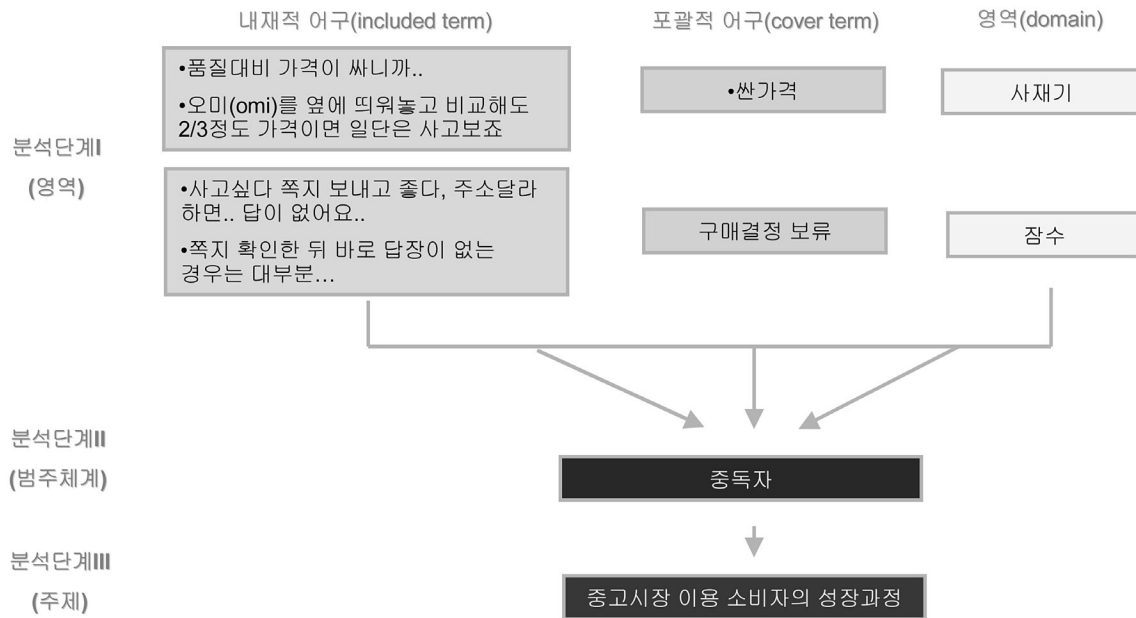 내재적 어구(included term)
포괄적 어구(cover term)
영역(domain)
분석단계I
(영역)
•품질대비 가격이 싸니까..
•오미(omi)를 옆에 띄워놓고 비교해도
2/3정도 가격이면 일단은 사고보죠
•싼가격
사재기
•사고싶다 쪽지 보내고 좋다, 주소달라
하면.. 답이 없어요..
•쪽지 확인한 뒤 바로 답장이 없는
경우는 대부분…
구매결정 보류
잠수
분석단계II
(범주체계)
중독자
분석단계III
(주제)
중고시장 이용 소비자의 성장과정